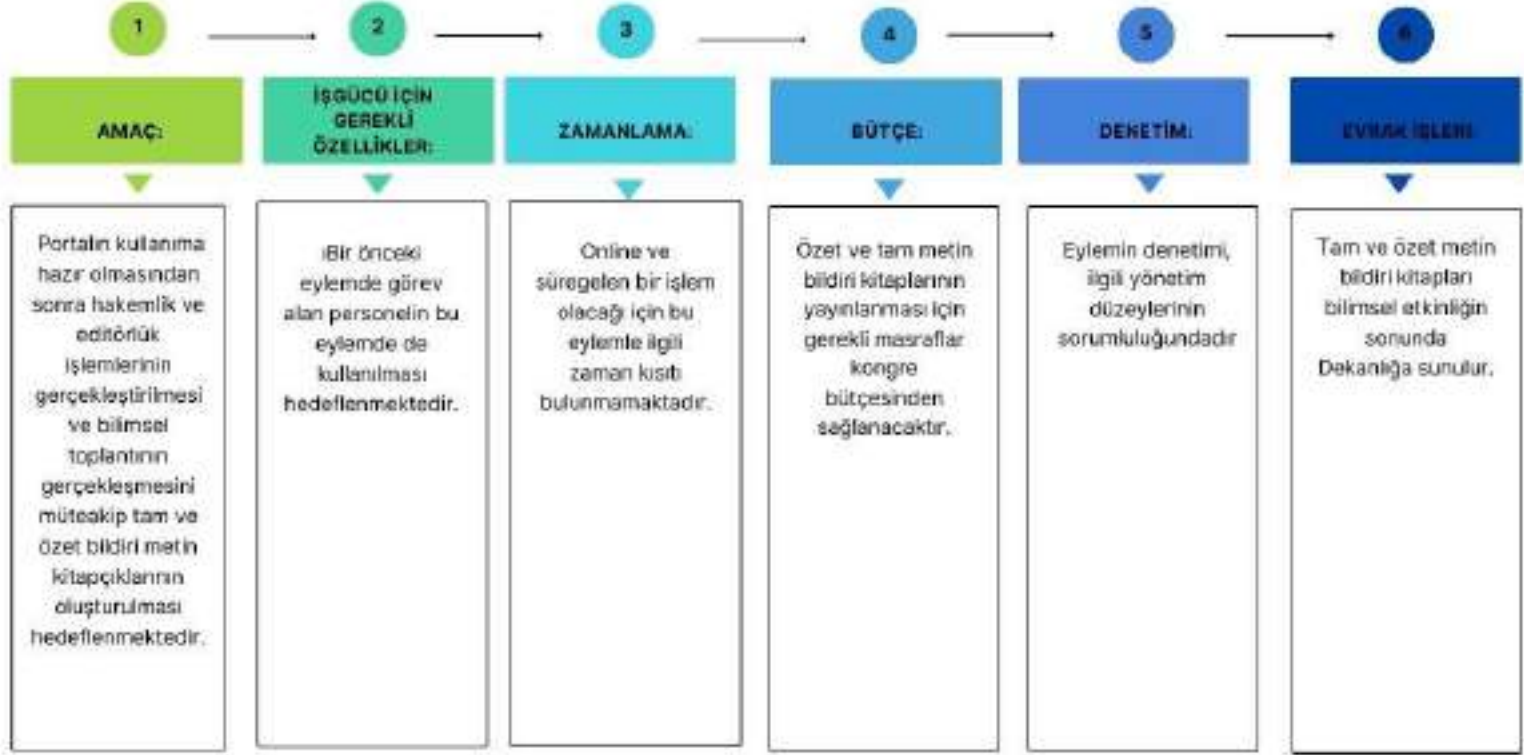 1
2
3
4
5
6
AMAÇ:
İŞGÜCÜ İÇİN
GEREKLİ
ÖZELLİKLER:
ZAMANLAMA:
BÜTÇE:
DENETİM:
EVRAK İŞLERİ:
Portalın kullanıma
hazır olmasından
sonra hakemlik ve
editörlük
işlemlerinin
gerçekleştirilmesi
ve bilimsel
toplantının
gerçekleşmesini
müteakip tam ve
özet bildiri metin
kitapçıklarının
oluşturulması
hedeflenmektedir.
ıBir önceki
eylemde görev
alan personelin bu
eylemde de
kullanılması
hedeflenmektedir.
Online ve
süregelen bir işlem
olacağı için bu
eylemle ilgili
zaman kısıtı
bulunmamaktadır.
Özet ve tam metin
bildiri kitaplarının
yayınlanması için
gerekli masraflar
kongre
bütçesinden
sağlanacaktır.
Eylemin denetimi,
ilgili yönetim
düzeylerinin
sorumluluğundadır
Tam ve özet metin
bildiri kitapları
bilimsel etkinliğin
sonunda
Dekanlığa sunulur.